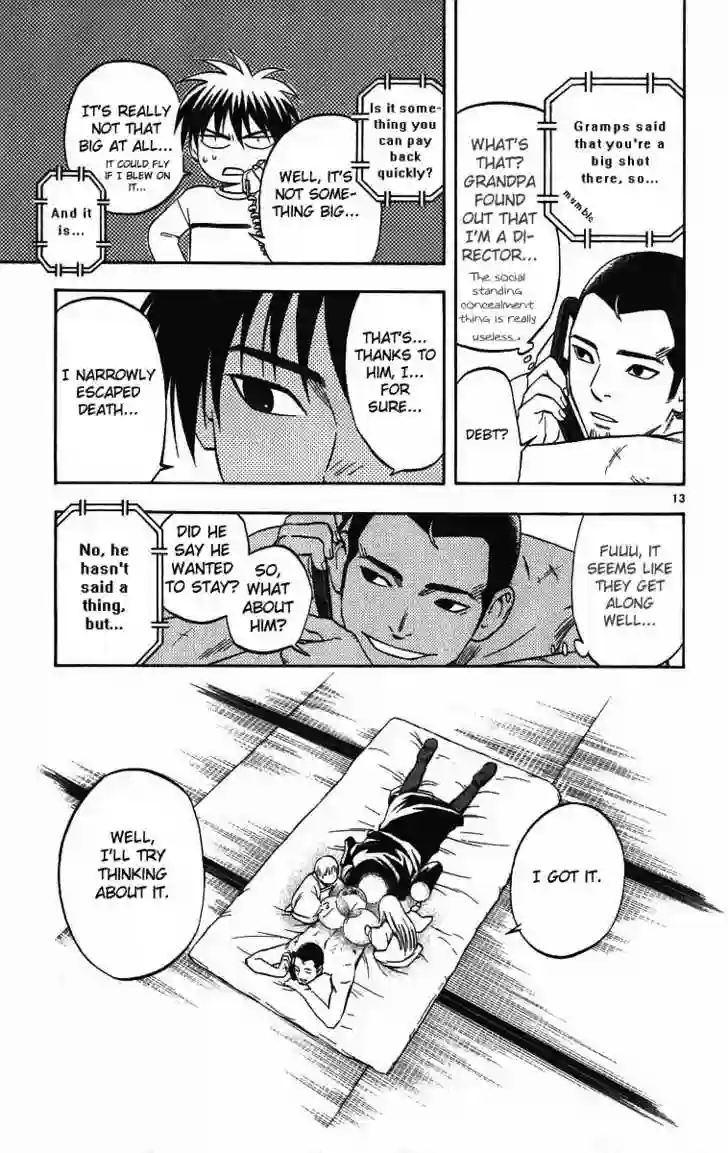 Gramps said
that you're a
big shot
there, so...
mumble
WHAT'S
THAT?
GRANDPA
FOUND
OUT THAT
I'M A DI-
RECTOR...
The social
standing
concealment
thing is really
useless..
DEBT?
Is it some-
thing you
can pay
back
quickly?
WELL, IT'S
NOT SOME-
THING BIG...
IT'S REALLY
NOT THAT
BIG AT ALL...
IT COULD FLY
IF I BLEW ON
IT...
And it
is...
THAT'S...
THANKS TO
HIM, I...
FOR
SURE...
I NARROWLY
ESCAPED
DEATH...
13
FUUU, IT
SEEMS LIKE
THEY GET
ALONG
WELL...
SO,
WHAT
ABOUT
HIM?
DID HE
SAY HE
WANTED
TO STAY?
No, he
hasn't
said a
thing,
but...
I GOT IT.
WELL,
I'LL TRY
THINKING
ABOUT IT.